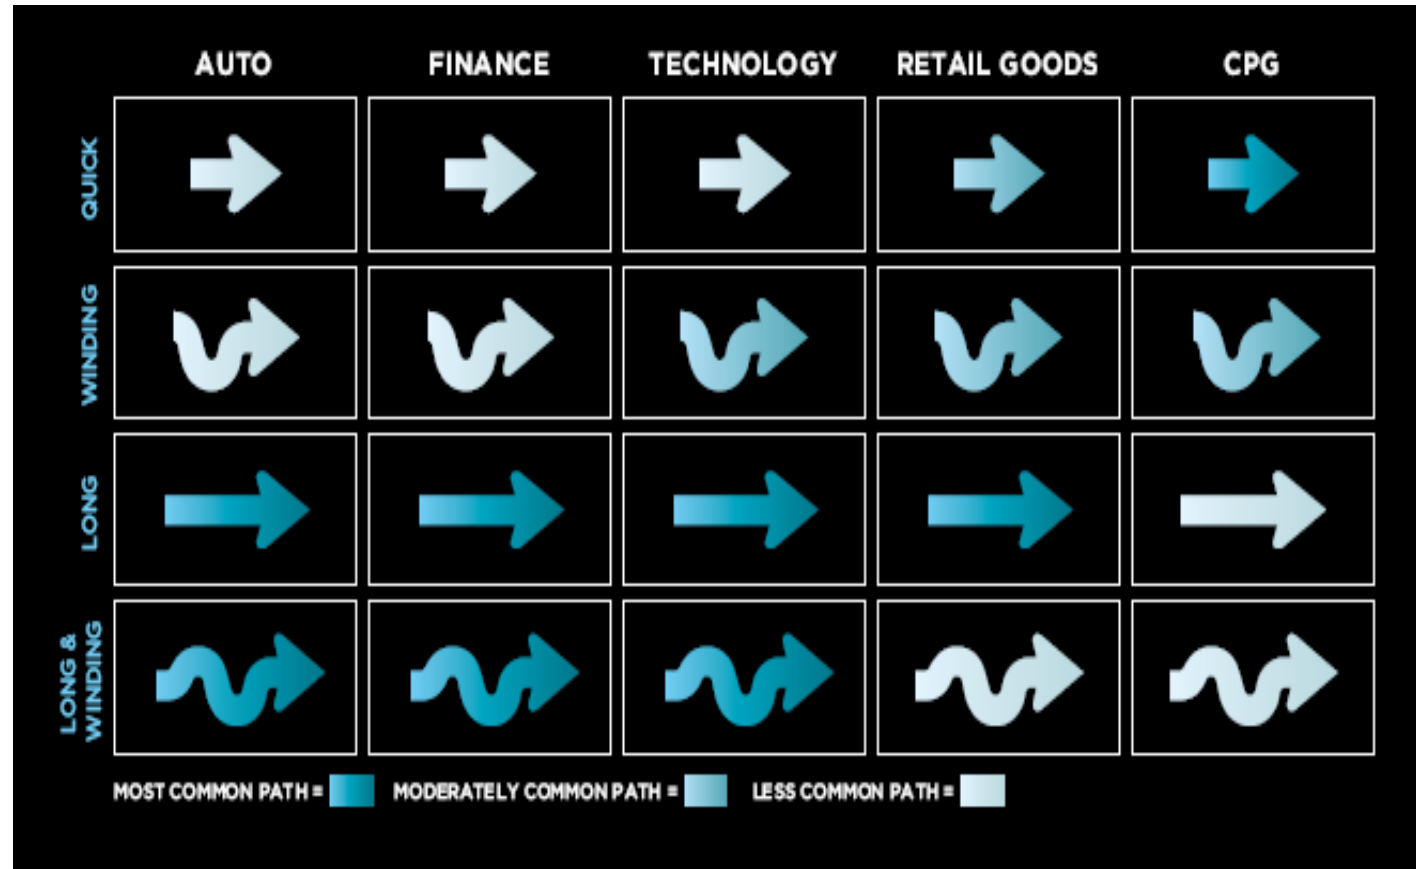 AUTO FINANCE TECHNOLOGY RETAIL GOODS CPG
QUICK
WINDING
LONG
LONG &
WINDING
MOST COMMON PATH = MODERATELY COMMON PATH = LESS COMMON PATH =